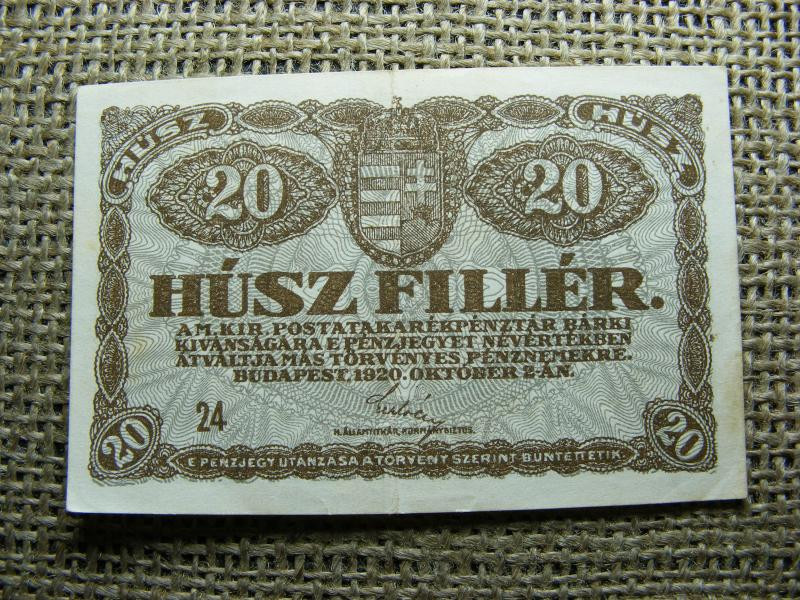 HÚSZ HÚSZ
20 20
HÚSZ FILLÉR.
A M. KIR. POSTATAKARÉKPÉNZTÁR BÁRKI
KIVÁNSÁGÁRA E PÉNZJEGYET NÉVÉRTÉKBEN
ÁTVÁLTJA MÁS TÖRVÉNYES PÉNZNEMEKRE.
BUDAPEST, 1920. OKTÓBER 2-ÁN.
24
H. ÁLLAMTITKÁR, KORMÁNYBIZTOS.
20 20
E PÉNZJEGY UTÁNZÁSA A TÖRVÉNY SZERINT BÜNTETTETIK